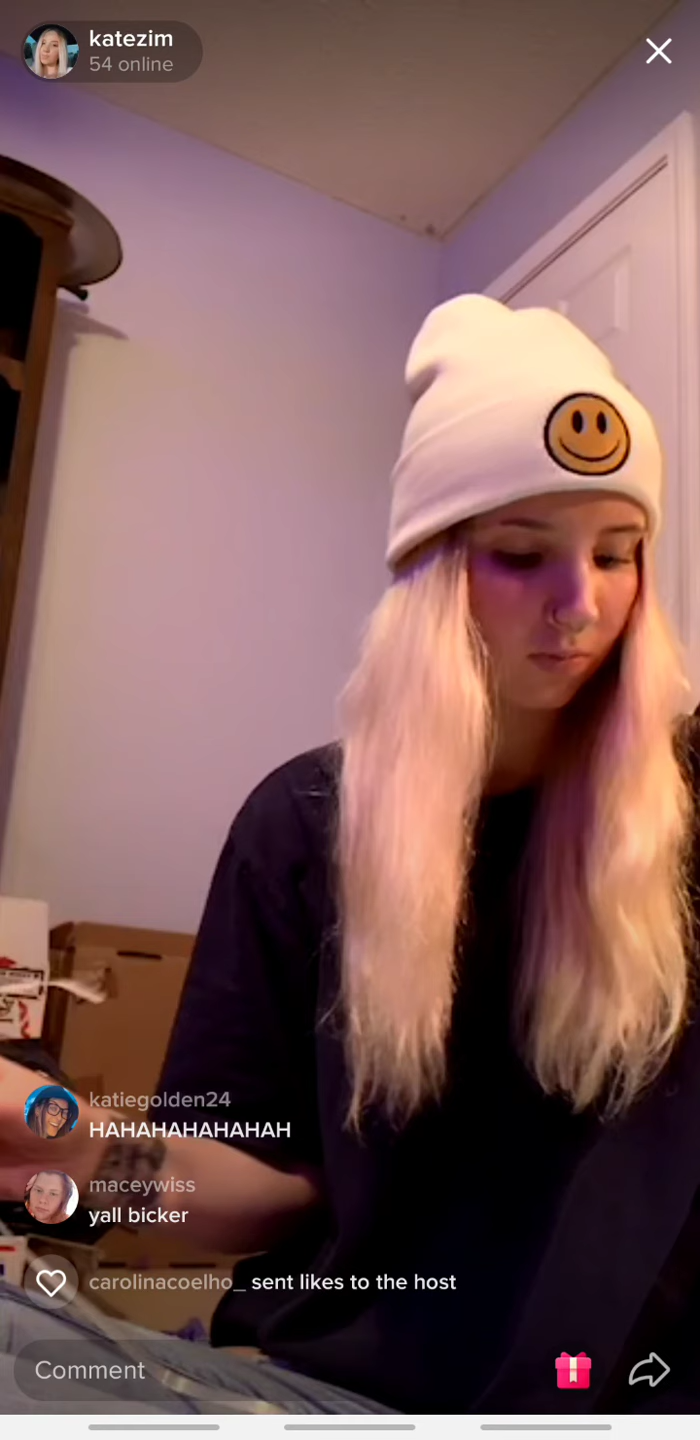 katezim
54 online
katiegolden24
HAHAHAHAHAHAH
maceywiss
yall bicker
carolinacoelho_ sent likes to the host
Comment